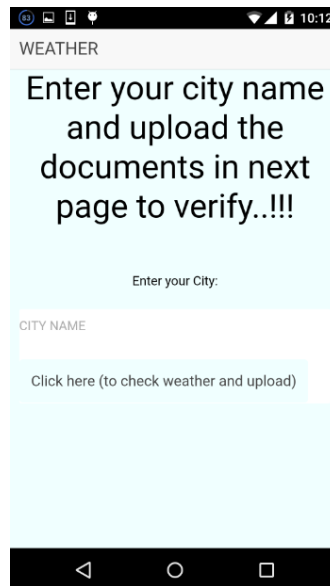 83
10:12
WEATHER
Enter your city name
and upload the
documents in next
page to verify..!!!
Enter your City:
CITY NAME
Click here (to check weather and upload)